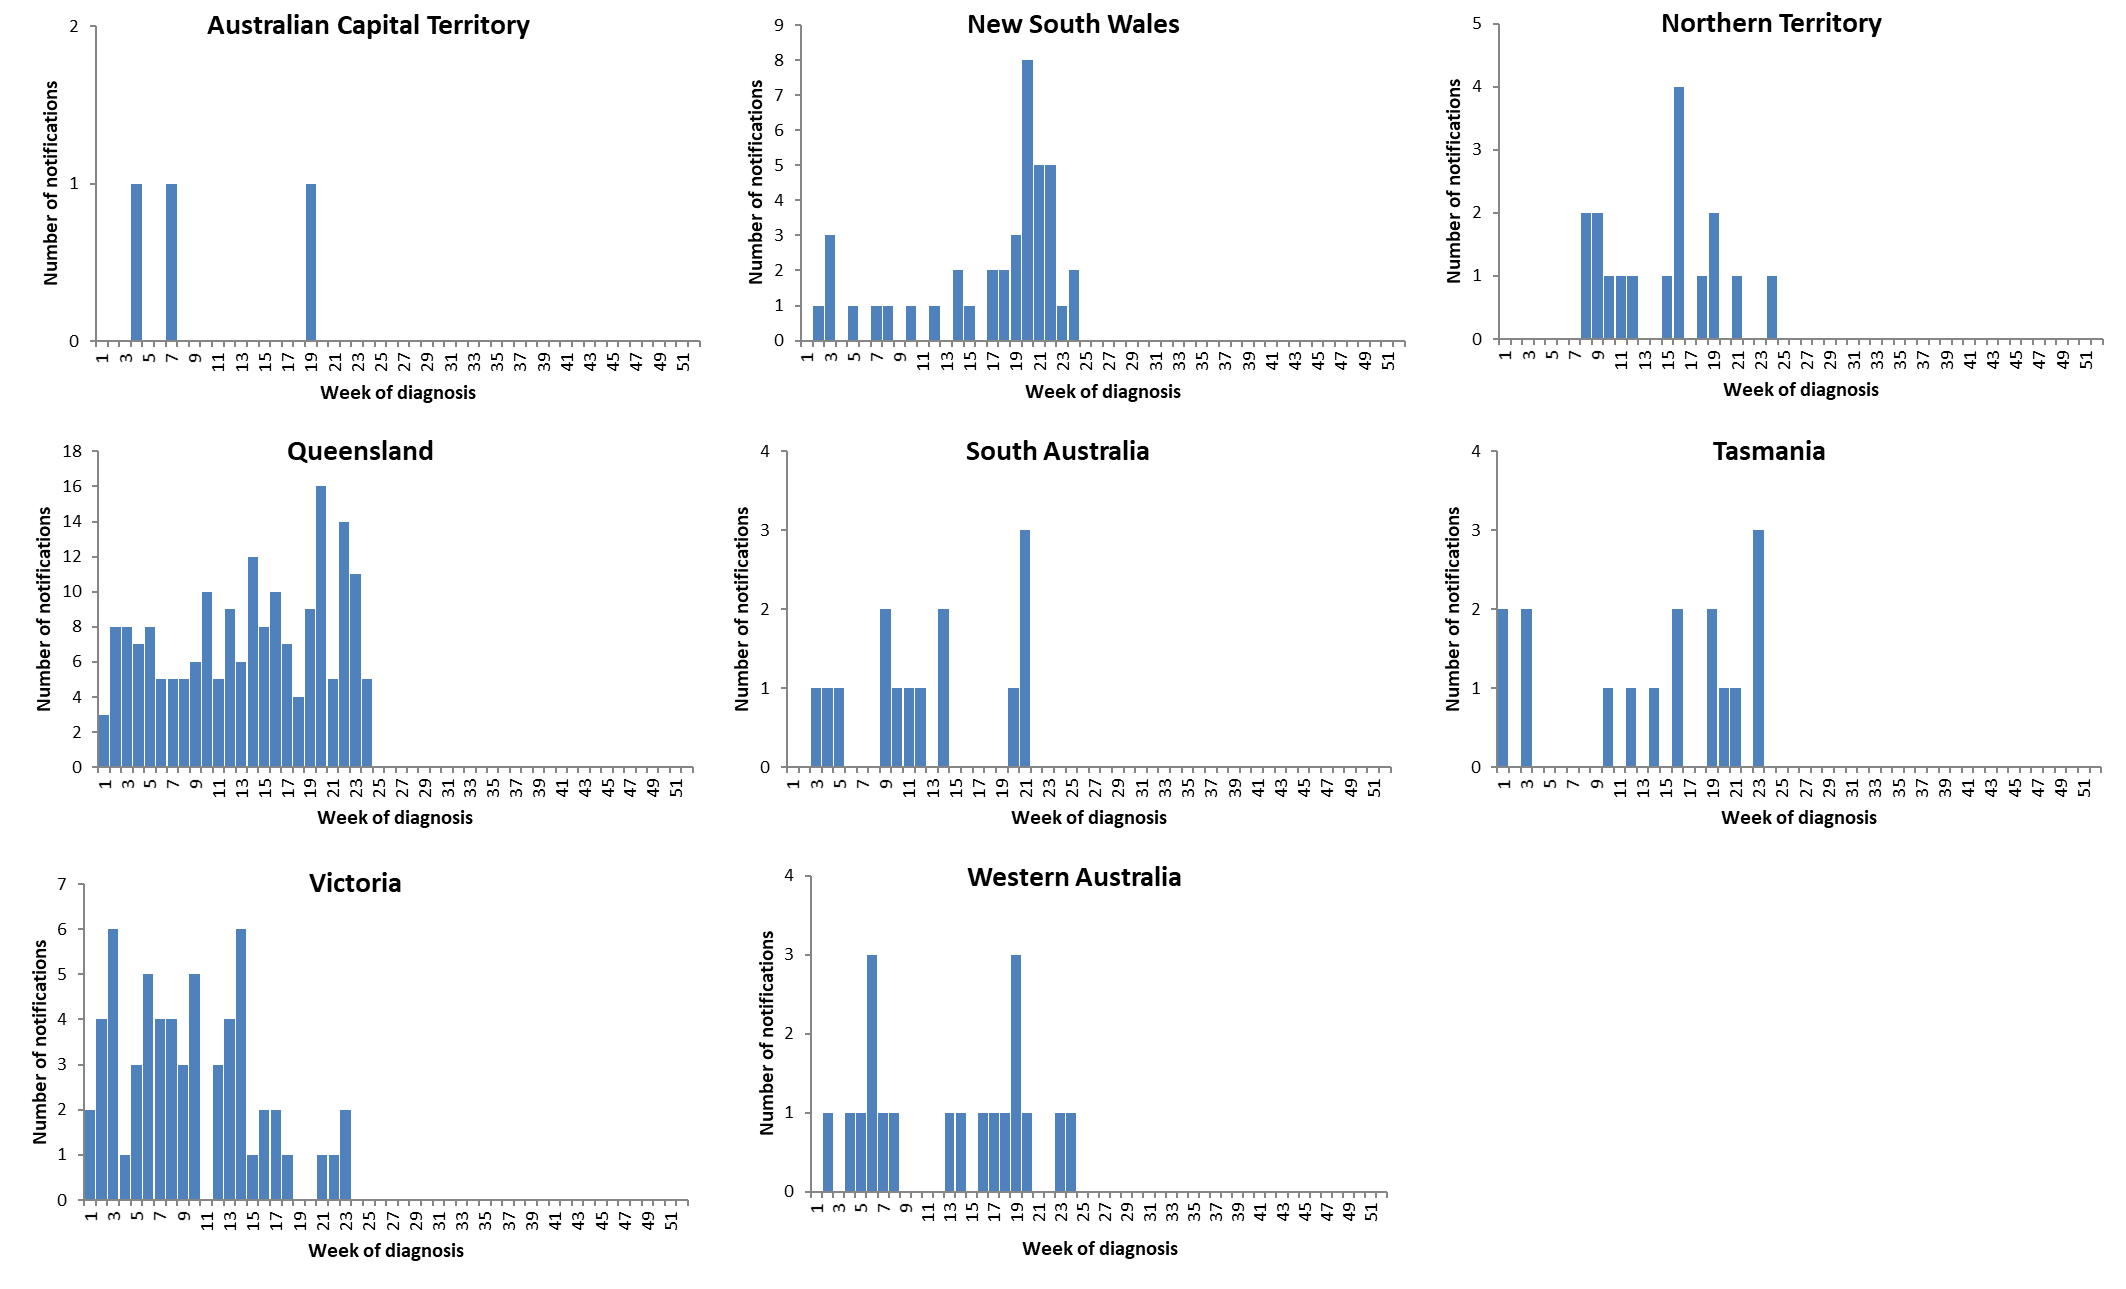 Australian Capital Territory
Number of notifications
2
1
0
1 3 5 7 9 11 13 15 17 19 21 23 25 27 29 31 33 35 37 39 41 43 45 47 49 51
Week of diagnosis
New South Wales
Number of notifications
9
8
7
6
5
4
3
2
1
0
1 3 5 7 9 11 13 15 17 19 21 23 25 27 29 31 33 35 37 39 41 43 45 47 49 51
Week of diagnosis
Northern Territory
Number of notifications
5
4
3
2
1
0
1 3 5 7 9 11 13 15 17 19 21 23 25 27 29 31 33 35 37 39 41 43 45 47 49 51
Week of diagnosis
Queensland
Number of notifications
18
16
14
12
10
8
6
4
2
0
1 3 5 7 9 11 13 15 17 19 21 23 25 27 29 31 33 35 37 39 41 43 45 47 49 51
Week of diagnosis
South Australia
Number of notifications
4
3
2
1
0
1 3 5 7 9 11 13 15 17 19 21 23 25 27 29 31 33 35 37 39 41 43 45 47 49 51
Week of diagnosis
Tasmania
Number of notifications
4
3
2
1
0
1 3 5 7 9 11 13 15 17 19 21 23 25 27 29 31 33 35 37 39 41 43 45 47 49 51
Week of diagnosis
Victoria
Number of notifications
7
6
5
4
3
2
1
0
1 3 5 7 9 11 13 15 17 19 21 23 25 27 29 31 33 35 37 39 41 43 45 47 49 51
Week of diagnosis
Western Australia
Number of notifications
4
3
2
1
0
1 3 5 7 9 11 13 15 17 19 21 23 25 27 29 31 33 35 37 39 41 43 45 47 49 51
Week of diagnosis